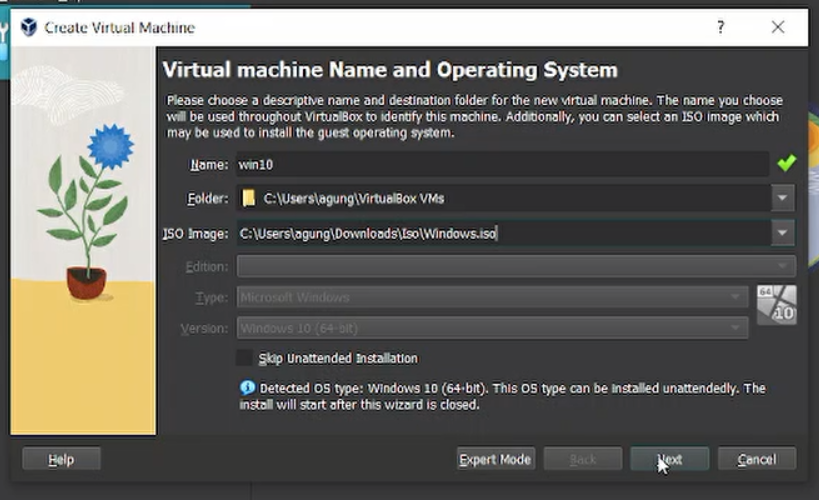 Create Virtual Machine
?
Virtual machine Name and Operating System
Please choose a descriptive name and destination folder for the new virtual machine. The name you choose
will be used throughout VirtualBox to identify this machine. Additionally, you can select an ISO image which
may be used to install the guest operating system.
Name: win10
Folder: C:\Users\agung\VirtualBox VMs
ISO Image: C:\Users\agung\Downloads\Iso\Windows.iso
Edition:
Type: Microsoft Windows
Version: Windows 10 (64-bit)
64
10
Skip Unattended Installation
Detected OS type: Windows 10 (64-bit). This OS type can be installed unattendedly. The
install will start after this wizard is closed.
Help Expert Mode Back Next Cancel